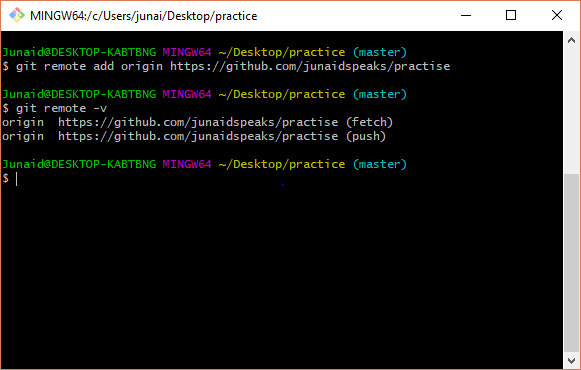 MINGW64:/c/Users/junai/Desktop/practice
Junaid@DESKTOP-KABTBNG MINGW64 ~/Desktop/practice (master)
$ git remote add origin https://github.com/junaidspeaks/practise
Junaid@DESKTOP-KABTBNG MINGW64 ~/Desktop/practice (master)
$ git remote -v
origin  https://github.com/junaidspeaks/practise (fetch)
origin  https://github.com/junaidspeaks/practise (push)
Junaid@DESKTOP-KABTBNG MINGW64 ~/Desktop/practice (master)
$